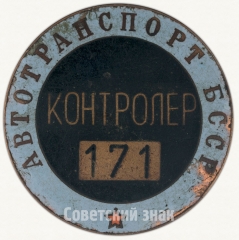 АВТОТРАНСПОРТ БССР
КОНТРОЛЕР
171
Советский знак